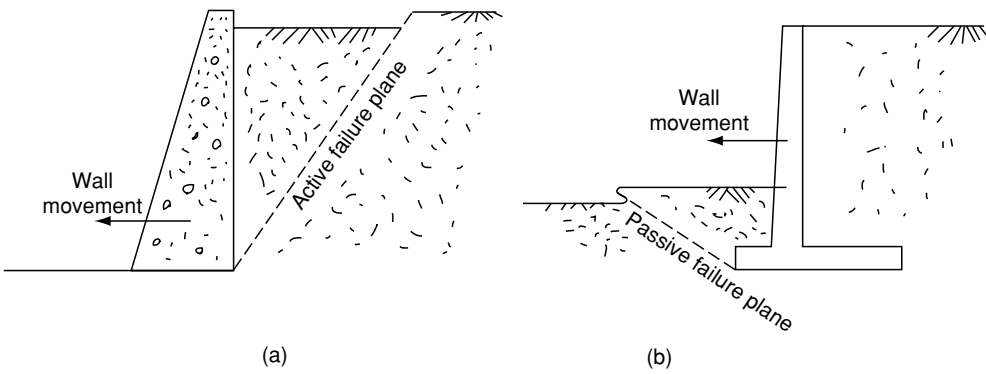 Wall
movement
Active failure plane
(a)
Wall
movement
Passive failure plane
(b)